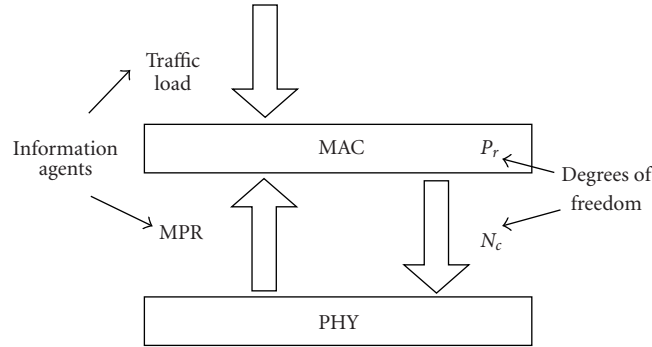 Traffic
load
MAC
P_r
Information
agents
Degrees of
freedom
MPR
N_c
PHY